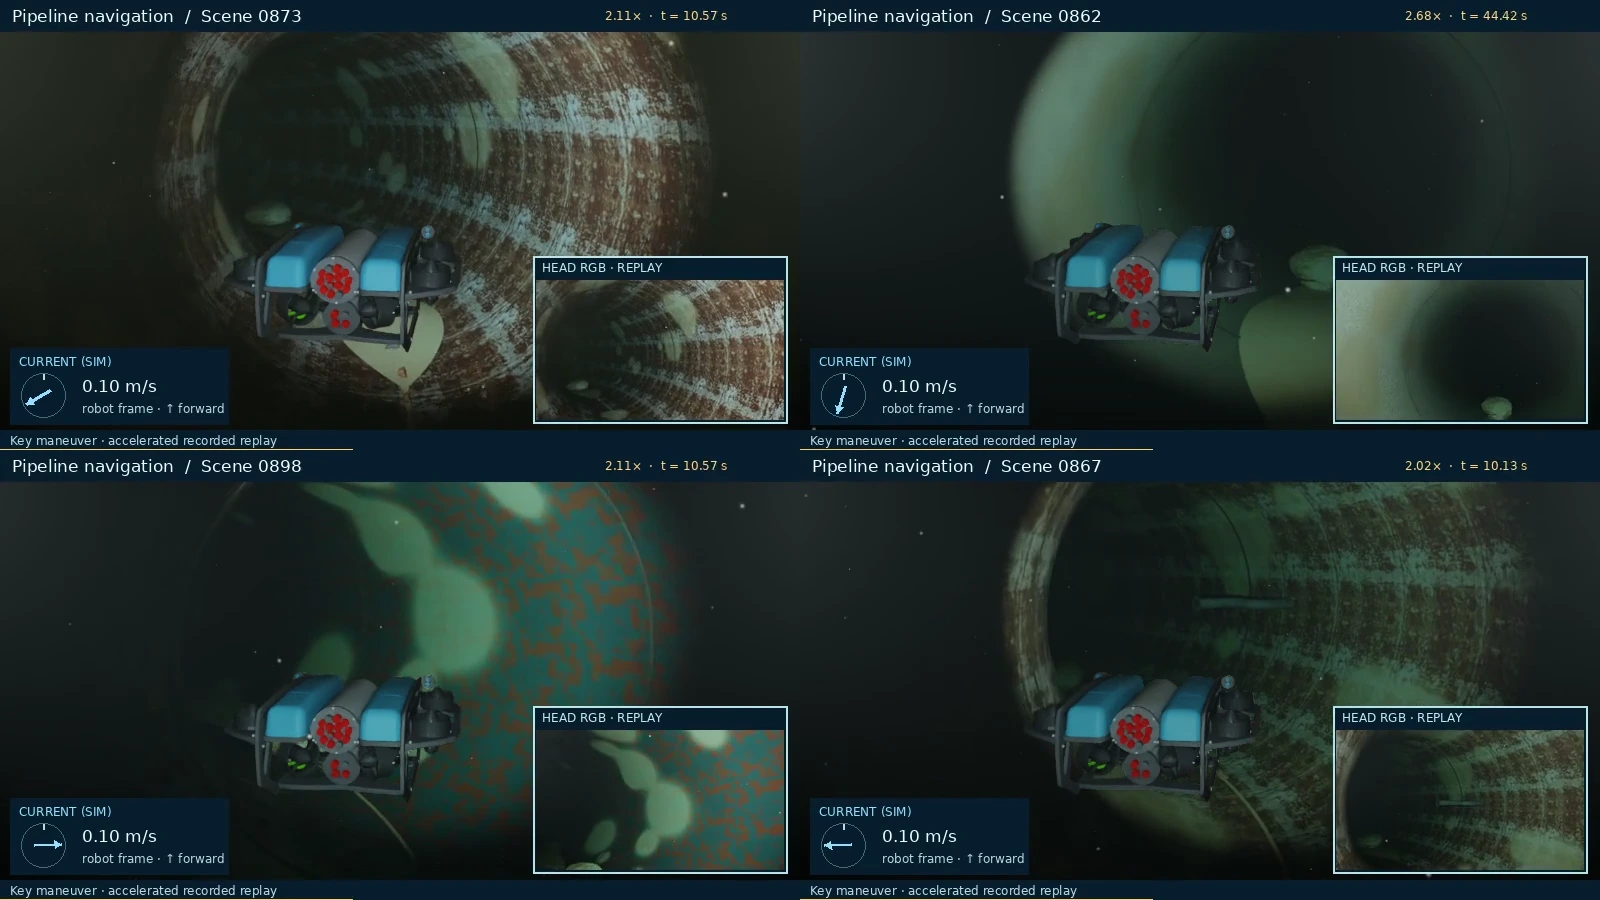 Pipeline navigation / Scene 0873
2.11× · t = 10.57 s
HEAD RGB · REPLAY
CURRENT (SIM)
0.10 m/s
robot frame · ↑ forward
Key maneuver · accelerated recorded replay
Pipeline navigation / Scene 0862
2.68× · t = 44.42 s
HEAD RGB · REPLAY
CURRENT (SIM)
0.10 m/s
robot frame · ↑ forward
Key maneuver · accelerated recorded replay
Pipeline navigation / Scene 0898
2.11× · t = 10.57 s
HEAD RGB · REPLAY
CURRENT (SIM)
0.10 m/s
robot frame · ↑ forward
Key maneuver · accelerated recorded replay
Pipeline navigation / Scene 0867
2.02× · t = 10.13 s
HEAD RGB · REPLAY
CURRENT (SIM)
0.10 m/s
robot frame · ↑ forward
Key maneuver · accelerated recorded replay